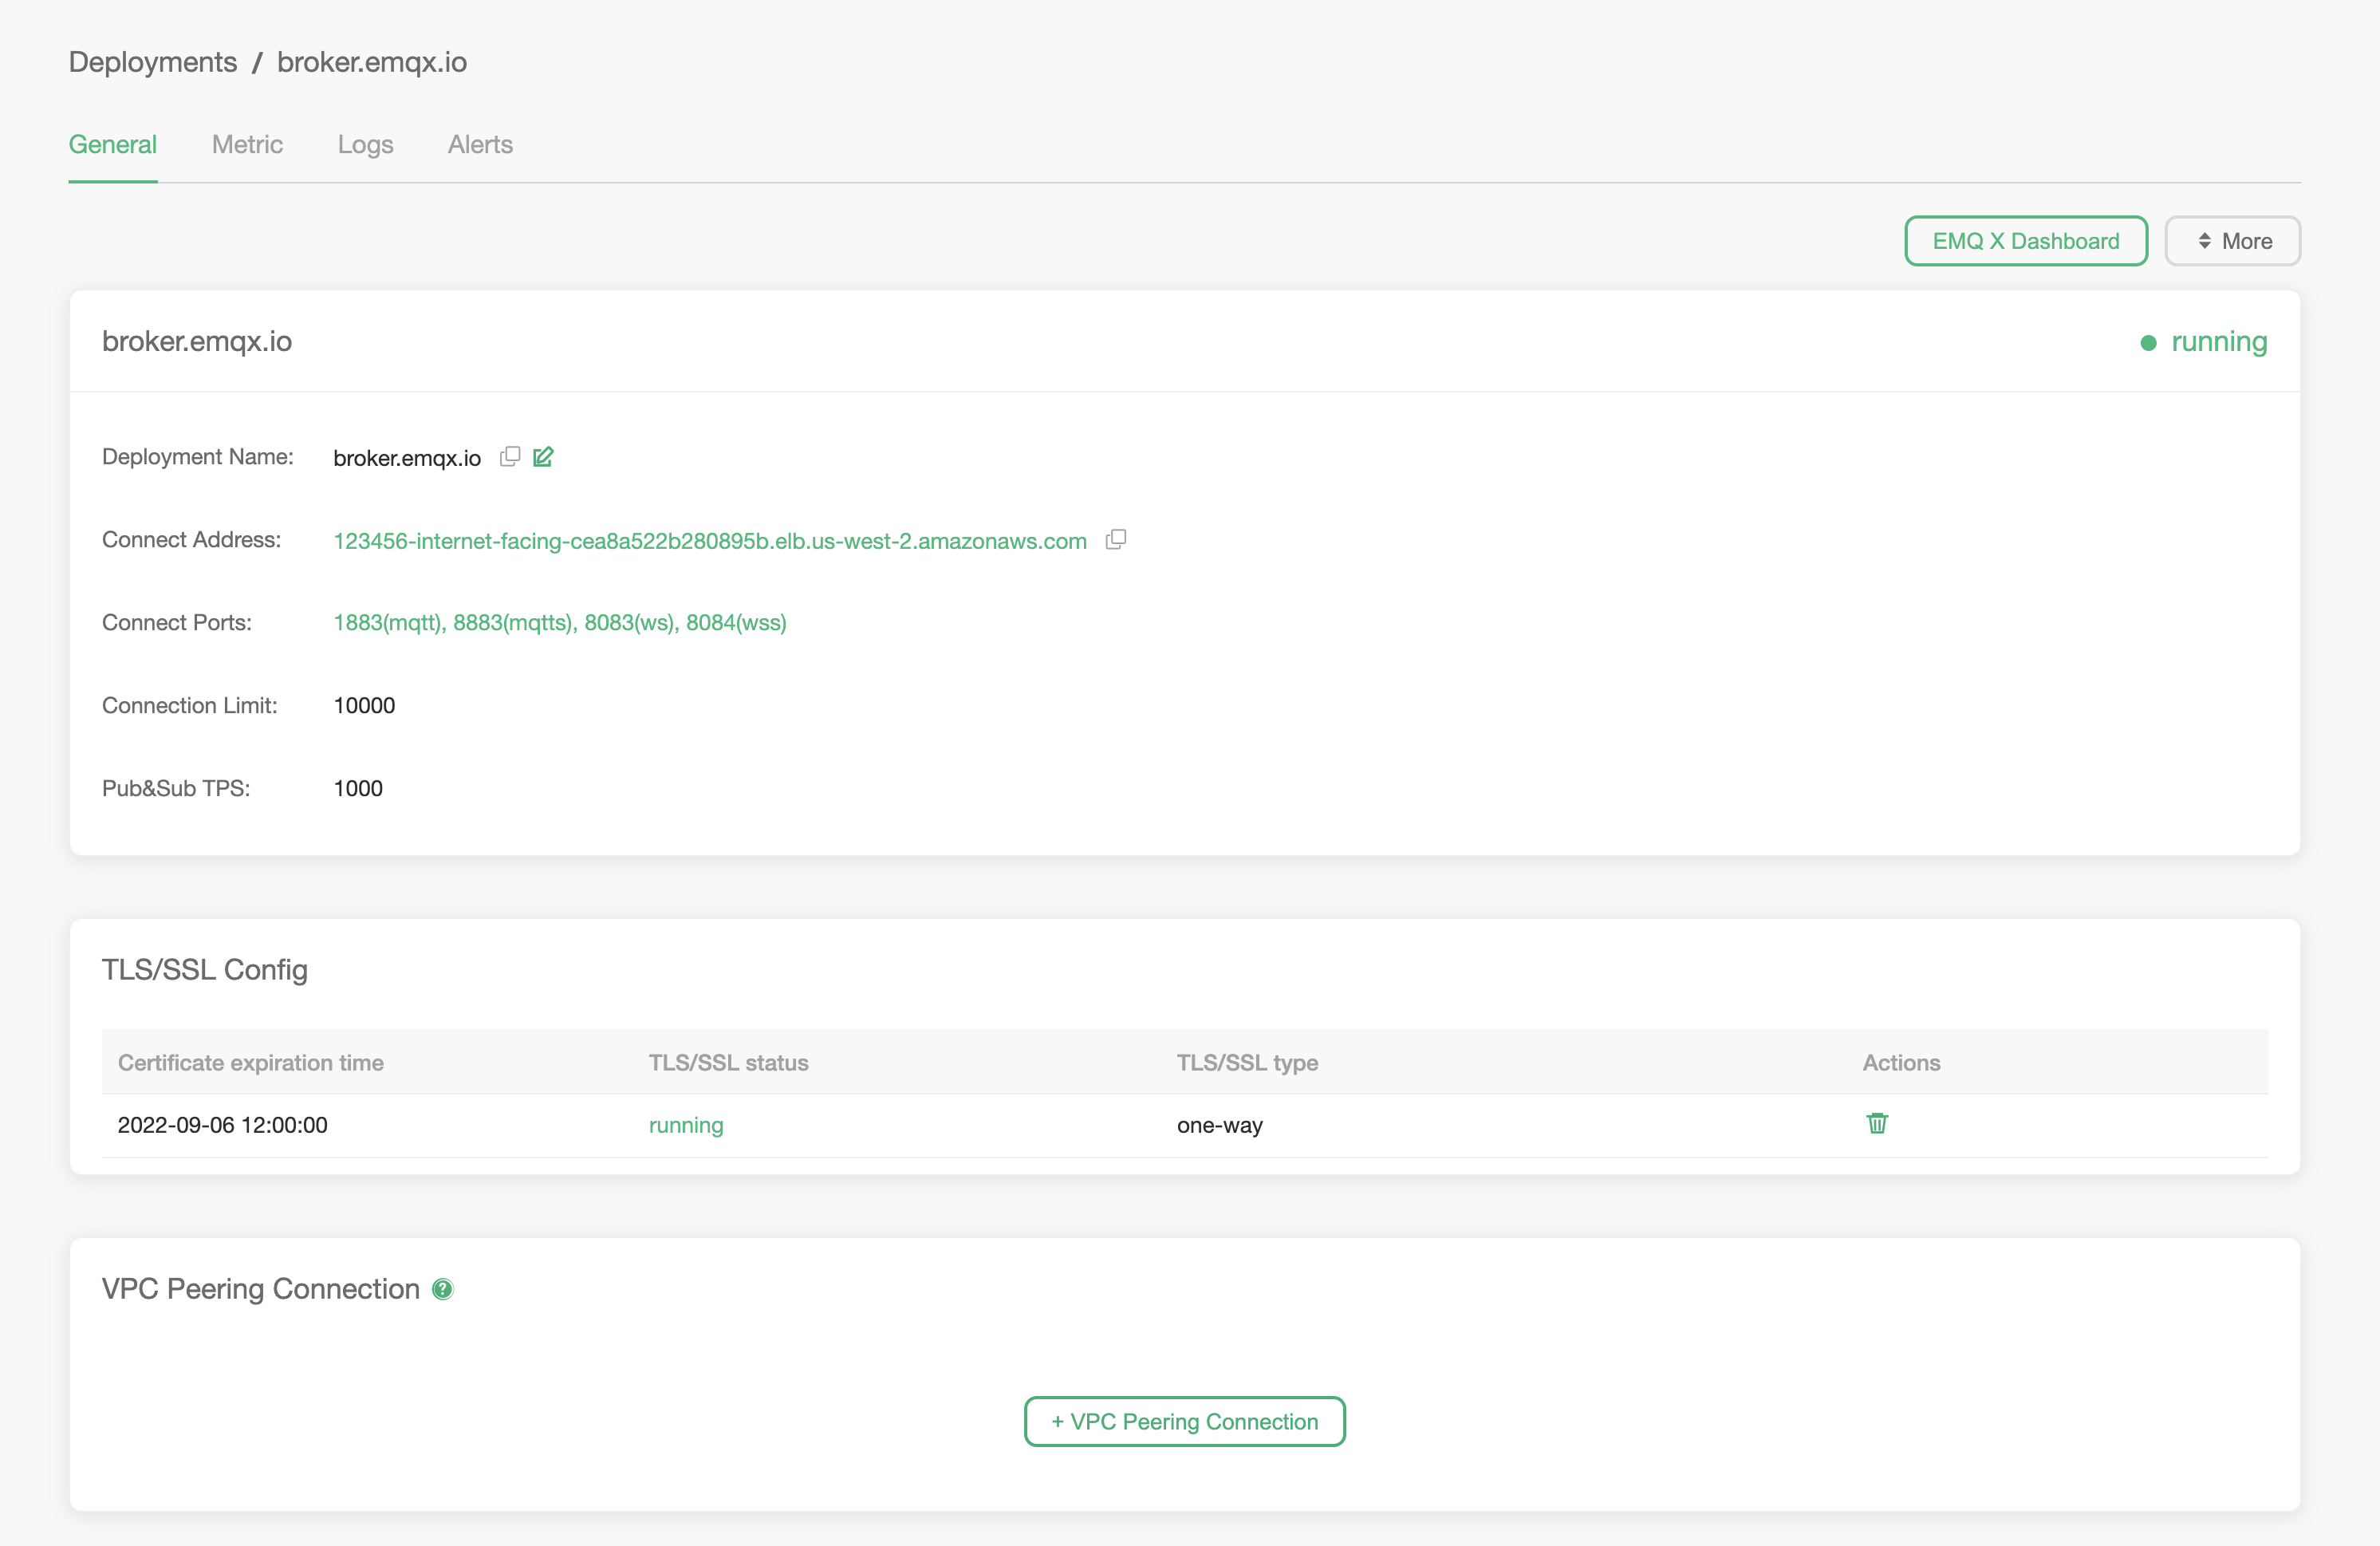 Deployments / broker.emqx.io
General Metric Logs Alerts
EMQ X Dashboard More
broker.emqx.io running
Deployment Name: broker.emqx.io
Connect Address: 123456-internet-facing-cea8a522b280895b.elb.us-west-2.amazonaws.com
Connect Ports: 1883(mqtt), 8883(mqtts), 8083(ws), 8084(wss)
Connection Limit: 10000
Pub&Sub TPS: 1000
TLS/SSL Config
Certificate expiration time TLS/SSL status TLS/SSL type Actions
2022-09-06 12:00:00 running one-way
VPC Peering Connection ?
+ VPC Peering Connection